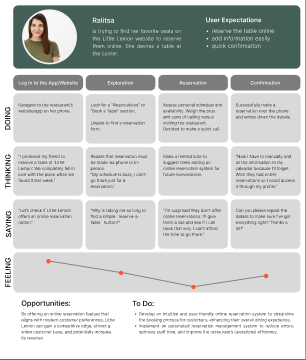 Ralitsa
is trying to find her favorite seats on
the Little Lemon website to reserve
them online. She desires a table at
the corner.
User Expectations
• reserve the table online
• add information easily
• quick confirmation
Log in to the App/Website
Exploration
Reservation
Confirmation
DOING
Navigate to the restaurant's
website/app on her phone.
Look for a "Reservations" or
"Book a Table" section.
Unable to find a reservation
form.
Assess personal schedule and
availability. Weigh the pros
and cons of calling versus
visiting the restaurant.
Decided to make a quick call.
Successfully make a
reservation over the phone
and writes down the details.
THINKING
"I promised my friend to
reserve a table at Little
Lemon. We completely fell in
love with the place when we
found it last week."
Realize that reservation must
be made via phone or in-
person.
"My schedule is busy, I can't
go there just for a
reservation."
Make a mental note to
suggest them adding an
online reservation system for
future convenience.
"Now I have to manually add
all the information to my
calendar because I forget.
Wish they had online
reservations so I could access
it through my profile."
SAYING
"Let's check if Little Lemon
offers an online reservation
option."
"Why is taking me so long to
find a simple 'reserve a
table' button?"
"I'm surprised they don't offer
online reservations. I'll give
them a call and see if I can
book that way. I can't afford
the time to go there."
"Can you please repeat the
details to make sure I've got
everything right? Thanks a
lot!"
FEELING
Opportunities:
By offering an online reservation feature that
aligns with modern customer preferences, Little
Lemon can gain a competitive edge, attract a
wider customer base, and potentially increase
its revenue.
To Do:
• Develop an intuitive and user-friendly online reservation system to streamline
the booking process for customers, enhancing their overall dining experience.
• Implement an automated reservation management system to reduce errors,
optimize staff time, and improve the restaurant's operational efficiency.